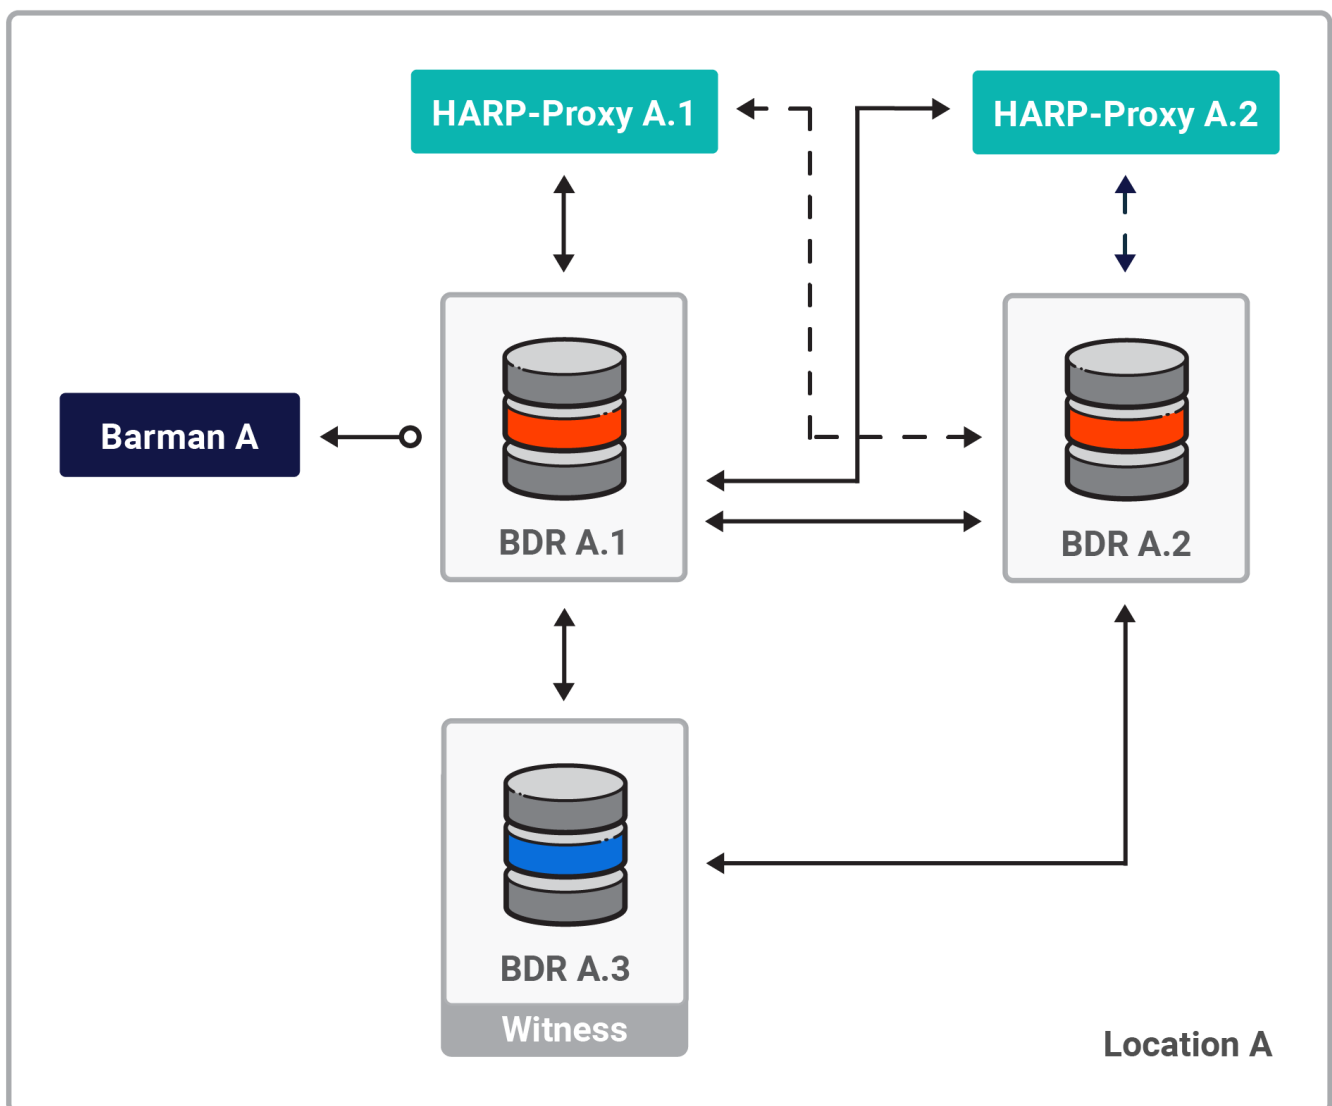 HARP-Proxy A.1
HARP-Proxy A.2
Barman A
BDR A.1
BDR A.2
BDR A.3
Witness
Location A